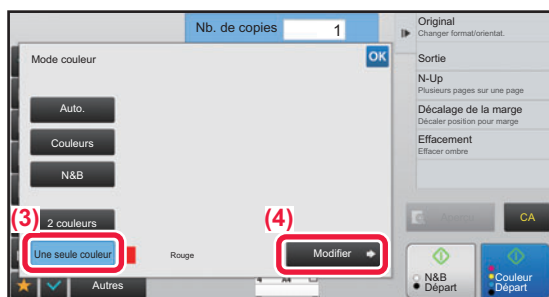 Nb. de copies 1
Original
Changer format/orientat.
Mode couleur
OK
Sortie
N-Up
Plusieurs pages sur une page
Auto.
Décalage de la marge
Décaler position pour marge
Couleurs
Effacement
Effacer ombre
N&B
(3)
(4)
2 couleurs
CA
Une seule couleur
Rouge
Modifier
Autres
A4
N&B
Départ
Couleur
Départ